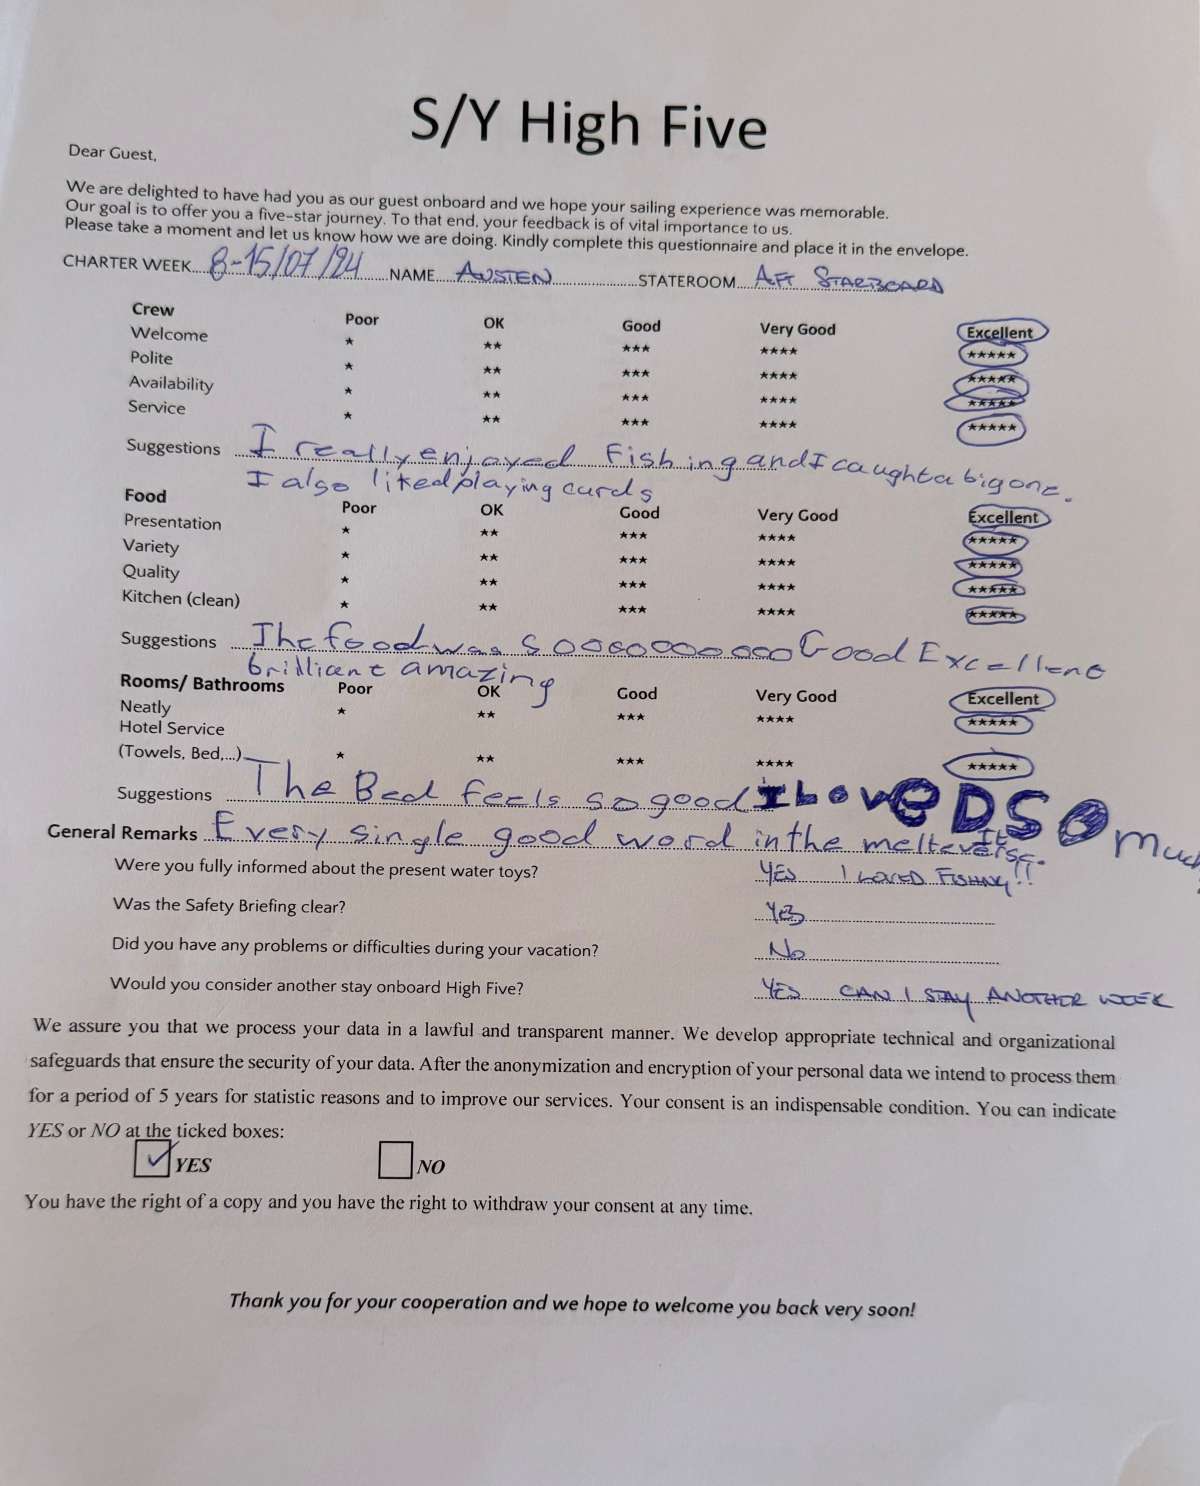 S/Y High Five
Dear Guest,
We are delighted to have had you as our guest onboard and we hope your sailing experience was memorable.
Our goal is to offer you a five-star journey. To that end, your feedback is of vital importance to us.
Please take a moment and let us know how we are doing. Kindly complete this questionnaire and place it in the envelope.
CHARTER WEEK 8-15/07/24 NAME AUSTEN STATEROOM AFT STARBOARD
Crew Poor OK Good Very Good Excellent
Welcome * ** *** **** *****
Polite * ** *** **** *****
Availability * ** *** **** *****
Service * ** *** **** *****
Suggestions I really enjoyed fishing and I caught a big one.
I also liked playing cards
Food Poor OK Good Very Good Excellent
Presentation * ** *** **** *****
Variety * ** *** **** *****
Quality * ** *** **** *****
Kitchen (clean) * ** *** **** *****
Suggestions The food was soooooooooo Good Excellent
brillient amazing
Rooms/ Bathrooms Poor OK Good Very Good Excellent
Neatly * ** *** **** *****
Hotel Service
(Towels, Bed,...) * ** *** **** *****
Suggestions The Bed feels so good I loveD So much
General Remarks Every single good word in the
Were you fully informed about the present water toys? YES I LOVED FISHING!!
Was the Safety Briefing clear? YES
Did you have any problems or difficulties during your vacation? No
Would you consider another stay onboard High Five? YES CAN I STAY ANOTHER WEEK
We assure you that we process your data in a lawful and transparent manner. We develop appropriate technical and organizational
safeguards that ensure the security of your data. After the anonymization and encryption of your personal data we intend to process them
for a period of 5 years for statistic reasons and to improve our services. Your consent is an indispensable condition. You can indicate
YES or NO at the ticked boxes:
✓ YES NO
You have the right of a copy and you have the right to withdraw your consent at any time.
Thank you for your cooperation and we hope to welcome you back very soon!